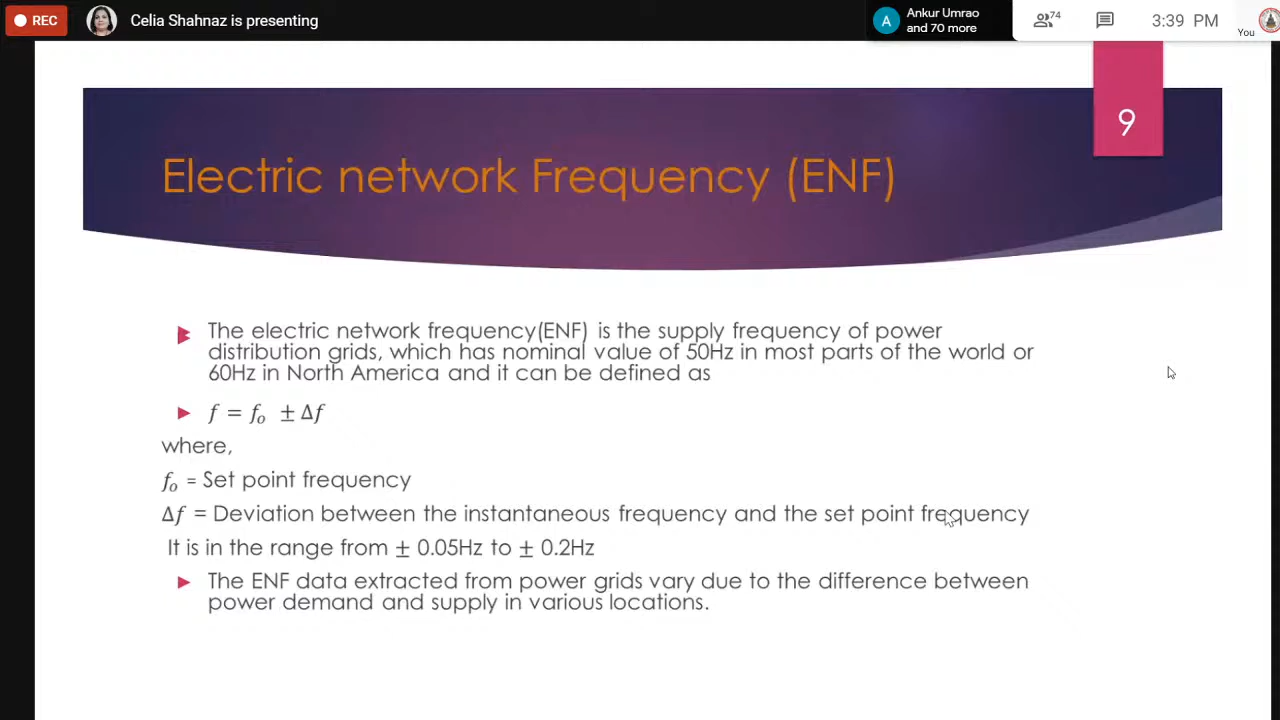 REC
Celia Shahnaz is presenting
A
Ankur Umrao
and 70 more
74
3:39 PM
You
9
Electric network Frequency (ENF)
The electric network frequency(ENF) is the supply frequency of power
distribution grids, which has nominal value of 50Hz in most parts of the world or
60Hz in North America and it can be defined as
f = fₒ ± Δf
where,
fₒ = Set point frequency
Δf = Deviation between the instantaneous frequency and the set point frequency
It is in the range from ± 0.05Hz to ± 0.2Hz
The ENF data extracted from power grids vary due to the difference between
power demand and supply in various locations.